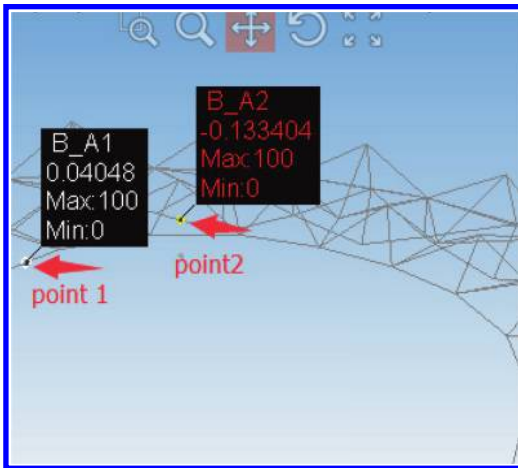 B_A2
-0.133404
Max:100
Min:0
B_A1
0.04048
Max:100
Min:0
point2
point 1